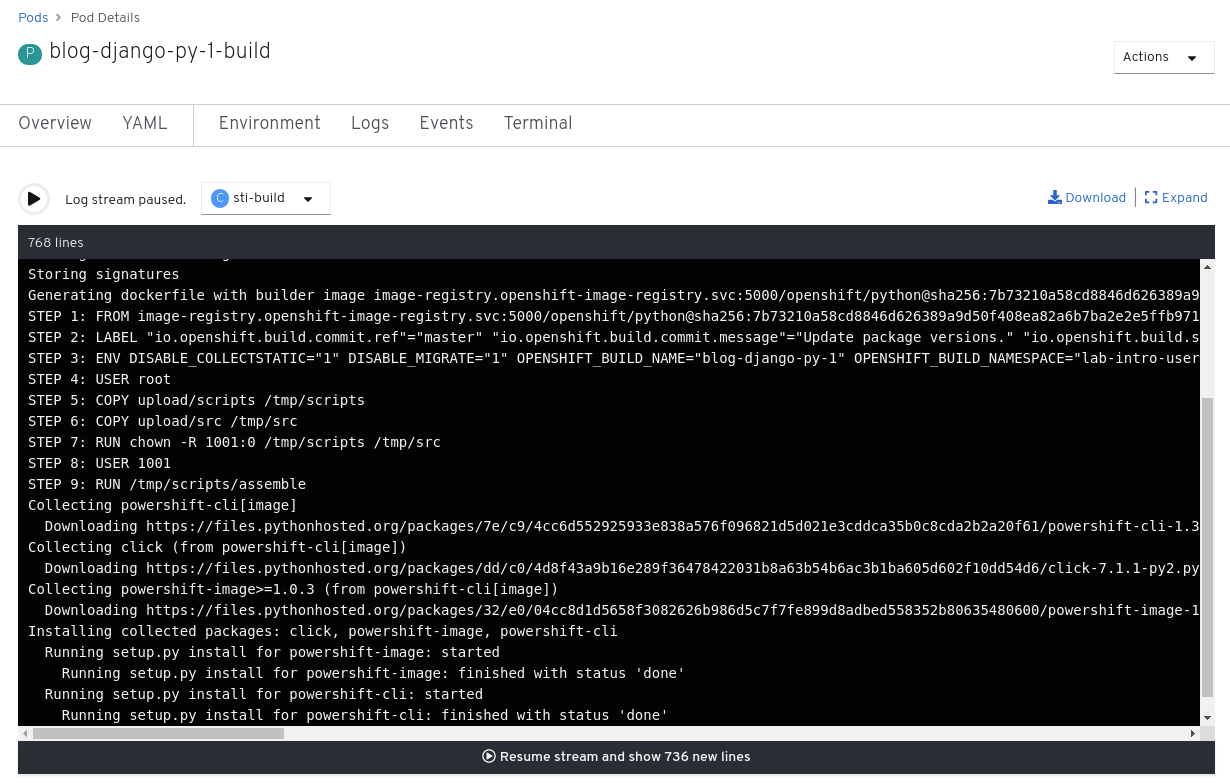 Pods > Pod Details
P blog-django-py-1-build
Actions
Overview YAML Environment Logs Events Terminal
Log stream paused. C sti-build Download Expand
768 lines
Storing signatures
Generating dockerfile with builder image image-registry.openshift-image-registry.svc:5000/openshift/python@sha256:7b73210a58cd8846d626389a9
STEP 1: FROM image-registry.openshift-image-registry.svc:5000/openshift/python@sha256:7b73210a58cd8846d626389a9d50f408ea82a6b7ba2e2e5ffb971
STEP 2: LABEL "io.openshift.build.commit.ref"="master" "io.openshift.build.commit.message"="Update package versions." "io.openshift.build.s
STEP 3: ENV DISABLE_COLLECTSTATIC="1" DISABLE_MIGRATE="1" OPENSHIFT_BUILD_NAME="blog-django-py-1" OPENSHIFT_BUILD_NAMESPACE="lab-intro-user
STEP 4: USER root
STEP 5: COPY upload/scripts /tmp/scripts
STEP 6: COPY upload/src /tmp/src
STEP 7: RUN chown -R 1001:0 /tmp/scripts /tmp/src
STEP 8: USER 1001
STEP 9: RUN /tmp/scripts/assemble
Collecting powershift-cli[image]
Downloading https://files.pythonhosted.org/packages/7e/c9/4cc6d552925933e838a576f096821d5d021e3cddca35b0c8cda2b2a20f61/powershift-cli-1.3
Collecting click (from powershift-cli[image])
Downloading https://files.pythonhosted.org/packages/dd/c0/4d8f43a9b16e289f36478422031b8a63b54b6ac3b1ba605d602f10dd54d6/click-7.1.1-py2.py
Collecting powershift-image>=1.0.3 (from powershift-cli[image])
Downloading https://files.pythonhosted.org/packages/32/e0/04cc8d1d5658f3082626b986d5c7f7fe899d8adbed558352b80635480600/powershift-image-1
Installing collected packages: click, powershift-image, powershift-cli
Running setup.py install for powershift-image: started
Running setup.py install for powershift-image: finished with status 'done'
Running setup.py install for powershift-cli: started
Running setup.py install for powershift-cli: finished with status 'done'
Resume stream and show 736 new lines